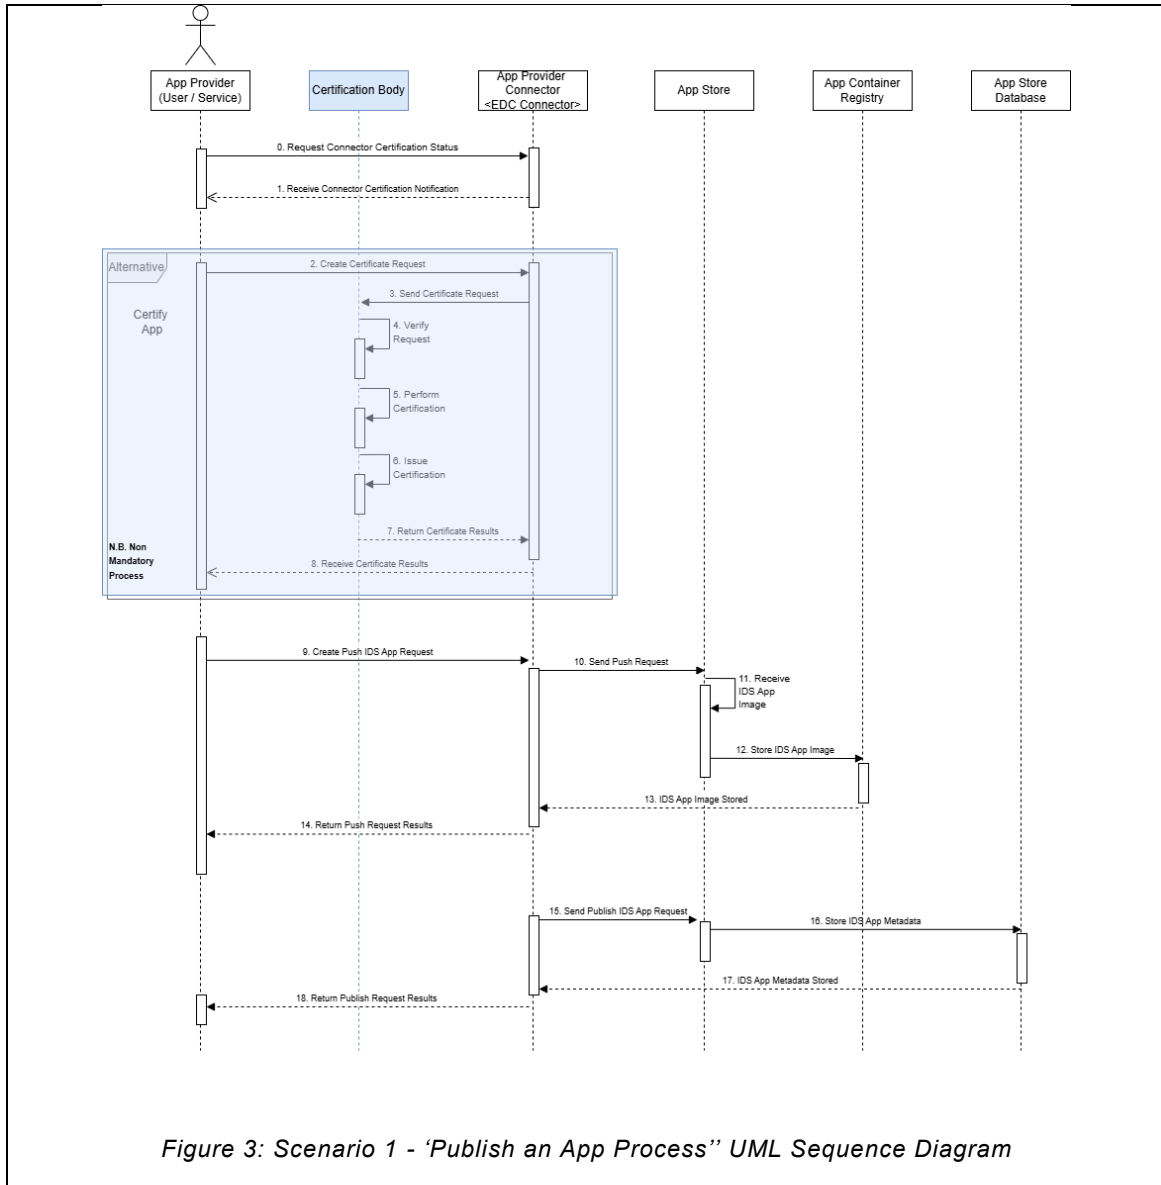 App Provider
(User / Service)
Certification Body
App Provider
Connector
<EDC Connector>
App Store
App Container
Registry
App Store
Database
0. Request Connector Certification Status
1. Receive Connector Certification Notification
Alternative
2. Create Certificate Request
3. Send Certificate Request
Certify
App
4. Verify
Request
5. Perform
Certification
6. Issue
Certification
7. Return Certificate Results
N.B. Non
Mandatory
Process
8. Receive Certificate Results
9. Create Push IDS App Request
10. Send Push Request
11. Receive
IDS App
Image
12. Store IDS App Image
13. IDS App Image Stored
14. Return Push Request Results
15. Send Publish IDS App Request
16. Store IDS App Metadata
17. IDS App Metadata Stored
18. Return Publish Request Results
Figure 3: Scenario 1 - ‘Publish an App Process’’ UML Sequence Diagram